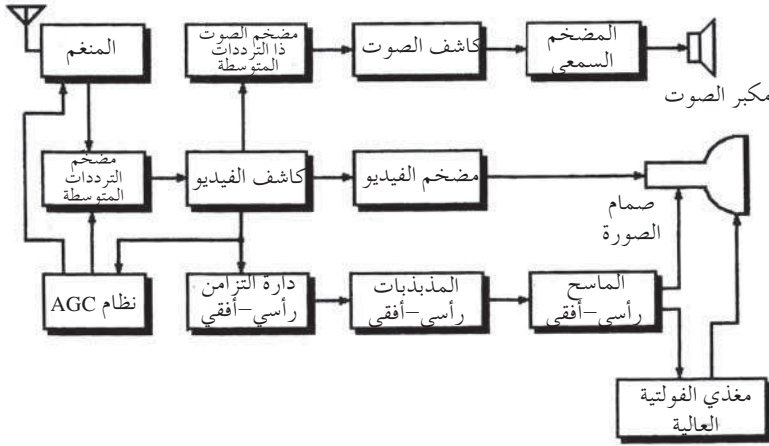 المنغم
مضخم الصوت
ذا الترددات
المتوسطة
كاشف الصوت
المضخم
السمعي
مكبر الصوت
مضخم
الترددات
المتوسطة
كاشف الفيديو
مضخم الفيديو
صمام
الصورة
نظام AGC
دارة التزامن
رأسي–أفقي
المذبذبات
رأسي–أفقي
الماسح
رأسي–أفقي
مغذي الفولتية
العالية